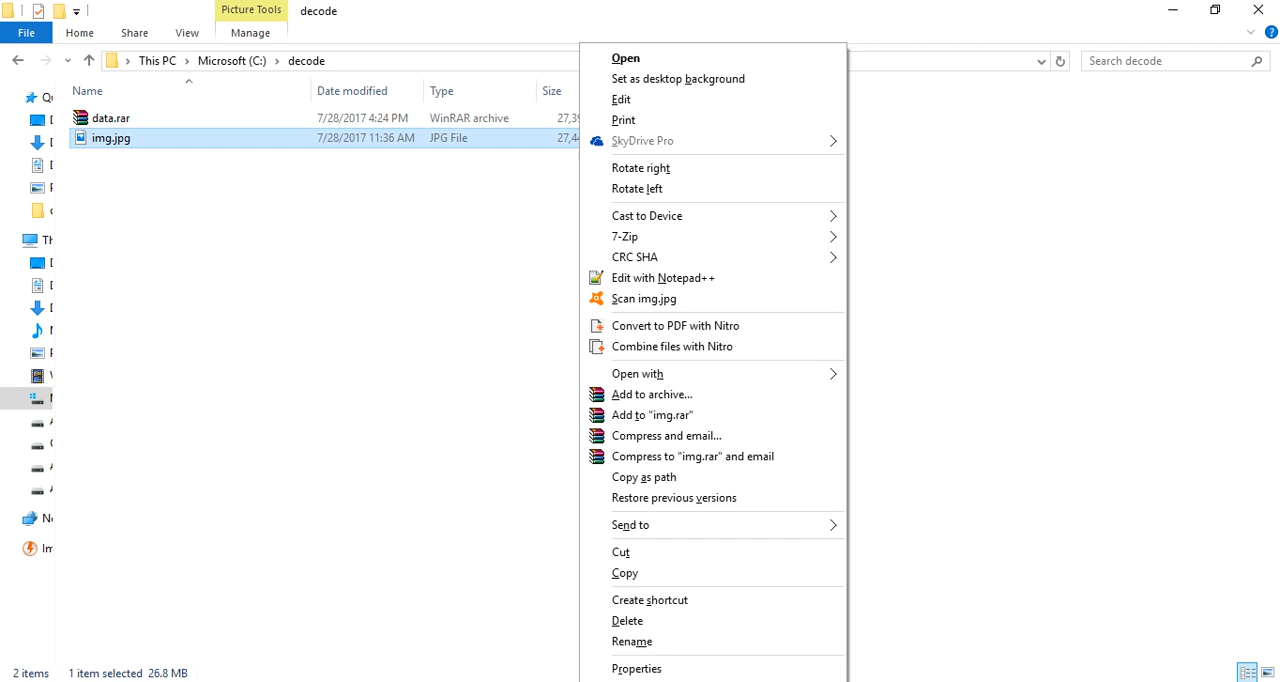 Picture Tools
decode
File
Home
Share
View
Manage
This PC
Microsoft (C:)
decode
Search decode
Name
Date modified
Type
Size
data.rar
7/28/2017 4:24 PM
WinRAR archive
img.jpg
7/28/2017 11:36 AM
JPG File
Open
Set as desktop background
Edit
Print
SkyDrive Pro
Rotate right
Rotate left
Cast to Device
7-Zip
CRC SHA
Edit with Notepad++
Scan img.jpg
Convert to PDF with Nitro
Combine files with Nitro
Open with
Add to archive...
Add to "img.rar"
Compress and email...
Compress to "img.rar" and email
Copy as path
Restore previous versions
Send to
Cut
Copy
Create shortcut
Delete
Rename
Properties
2 items
1 item selected 26.8 MB